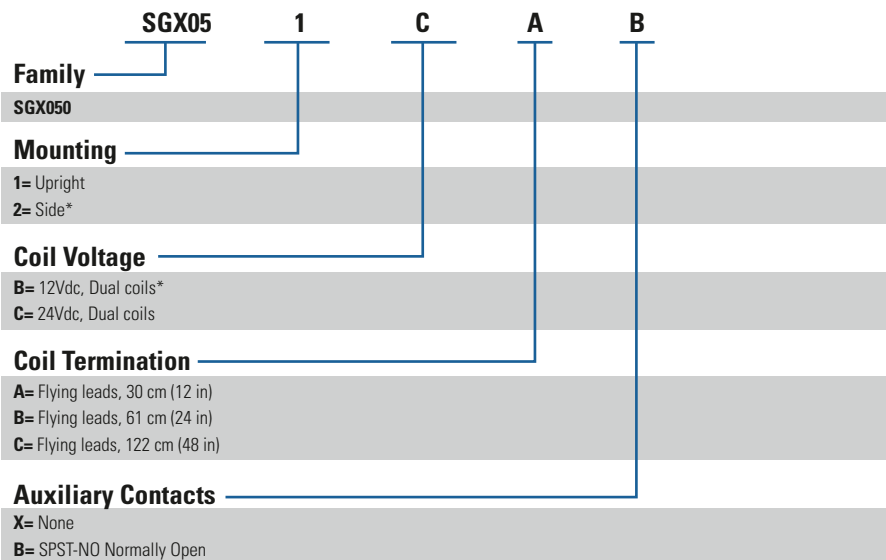 SGX05 1 C A B
Family
SGX050
Mounting
1= Upright
2= Side*
Coil Voltage
B= 12Vdc, Dual coils*
C= 24Vdc, Dual coils
Coil Termination
A= Flying leads, 30 cm (12 in)
B= Flying leads, 61 cm (24 in)
C= Flying leads, 122 cm (48 in)
Auxiliary Contacts
X= None
B= SPST-NO Normally Open